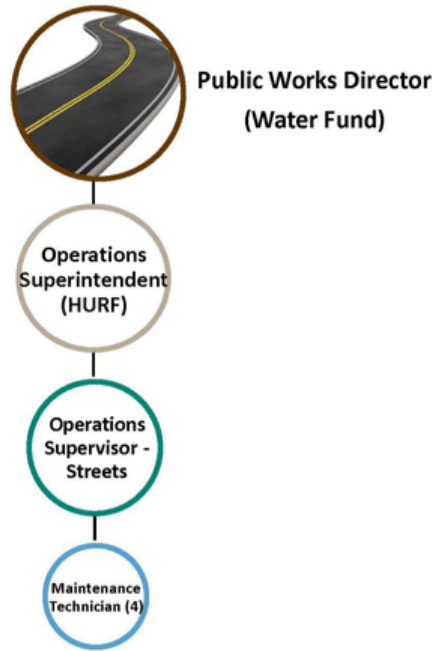 Public Works Director
(Water Fund)
Operations
Superintendent
(HURF)
Operations
Supervisor -
Streets
Maintenance
Technician (4)